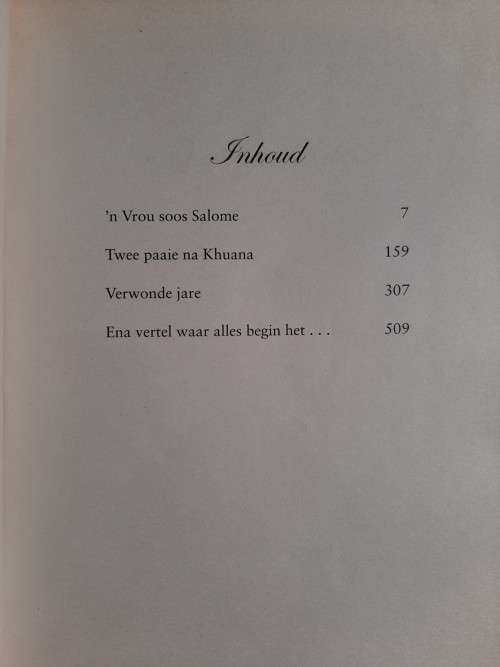 Inhoud
'n Vrou soos Salome 7
Twee paaie na Khuana 159
Verwonde jare 307
Ena vertel waar alles begin het . . . 509